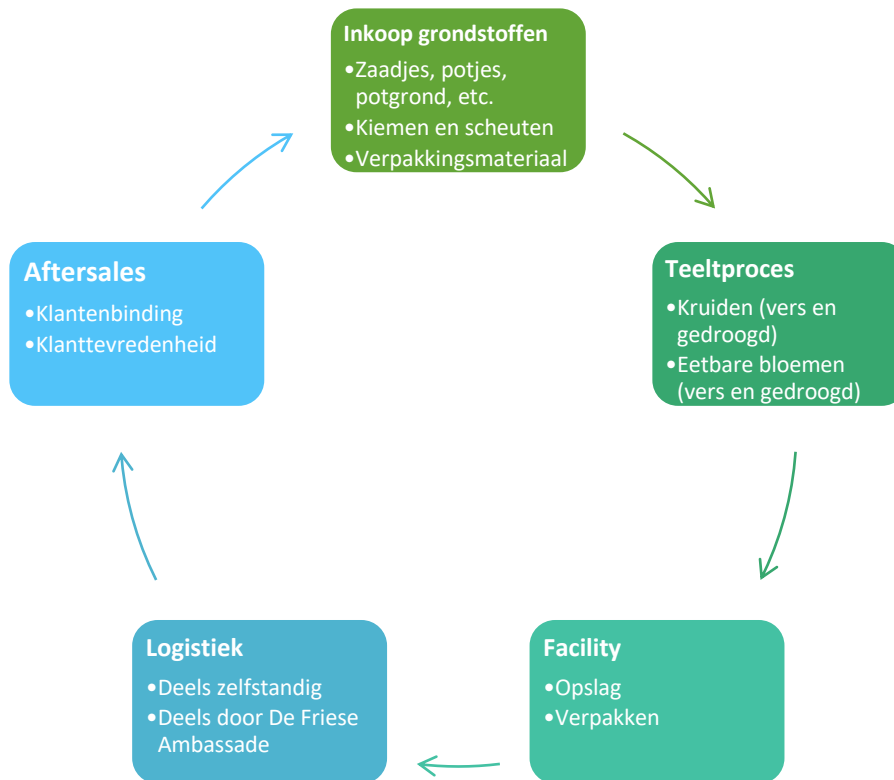 Inkoop grondstoffen
•Zaadjes, potjes,
potgrond, etc.
•Kiemen en scheuten
•Verpakkingsmateriaal
Teeltproces
•Kruiden (vers en
gedroogd)
•Eetbare bloemen
(vers en gedroogd)
Facility
•Opslag
•Verpakken
Logistiek
•Deels zelfstandig
•Deels door De Friese
Ambassade
Aftersales
•Klantenbinding
•Klanttevredenheid